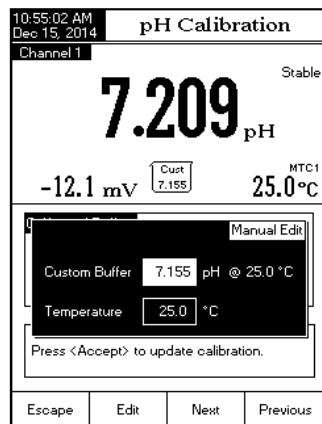 10:55:02 AM
Dec 15, 2014
pH Calibration
Channel 1
Stable
7.209 pH
-12.1 mV
Cust
7.155
MTC1
25.0°C
Manual Edit
Custom Buffer 7.155 pH @ 25.0 °C
Temperature 25.0 °C
Press <Accept> to update calibration.
Escape Edit Next Previous